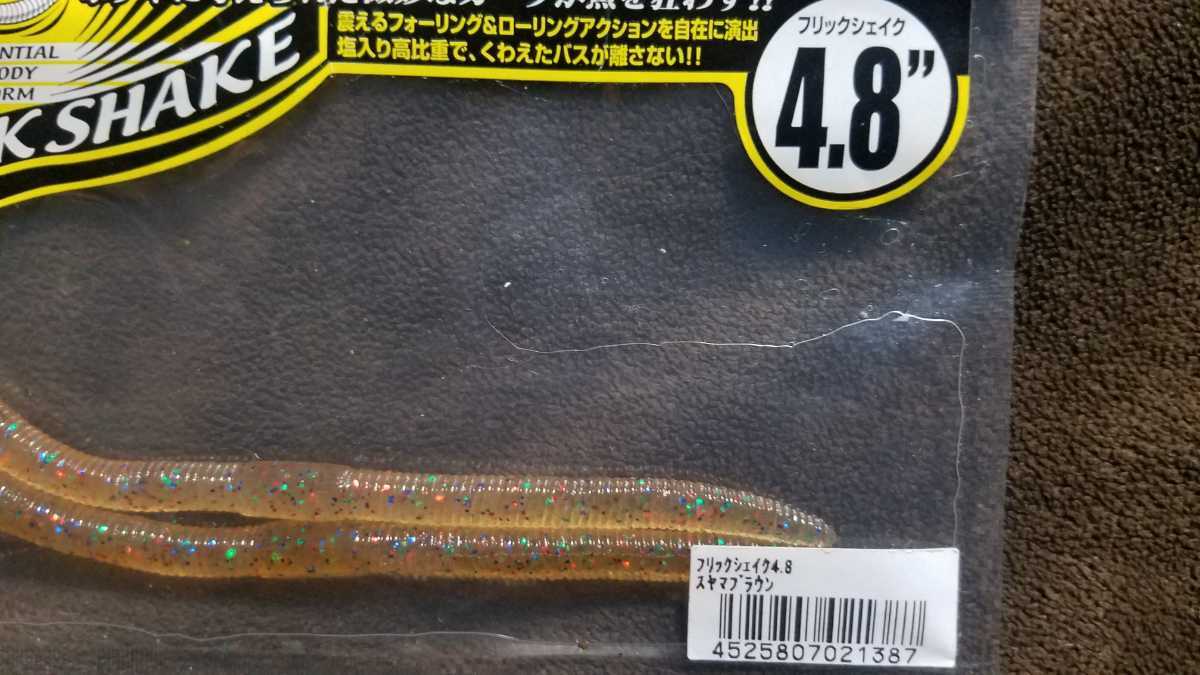 震えるフォーリング&ローリングアクションを自在に演出
塩入り高比重で、くわえたバスが離さない!!
NTIAL
ODY
ORM
K SHAKE
フリックシェイク
4.8”
フリックシェイク4.8
スヤマブラウン
4525807021387